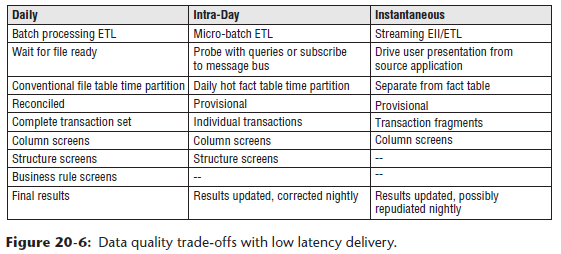 Daily Intra-Day Instantaneous
Batch processing ETL Micro-batch ETL Streaming EII/ETL
Wait for file ready Probe with queries or subscribe Drive user presentation from
to message bus source application
Conventional file table time partition Daily hot fact table time partition Separate from fact table
Reconciled Provisional Provisional
Complete transaction set Individual transactions Transaction fragments
Column screens Column screens Column screens
Structure screens Structure screens --
Business rule screens -- --
Final results Results updated, corrected nightly Results updated, possibly
repudiated nightly
Figure 20-6: Data quality trade-offs with low latency delivery.